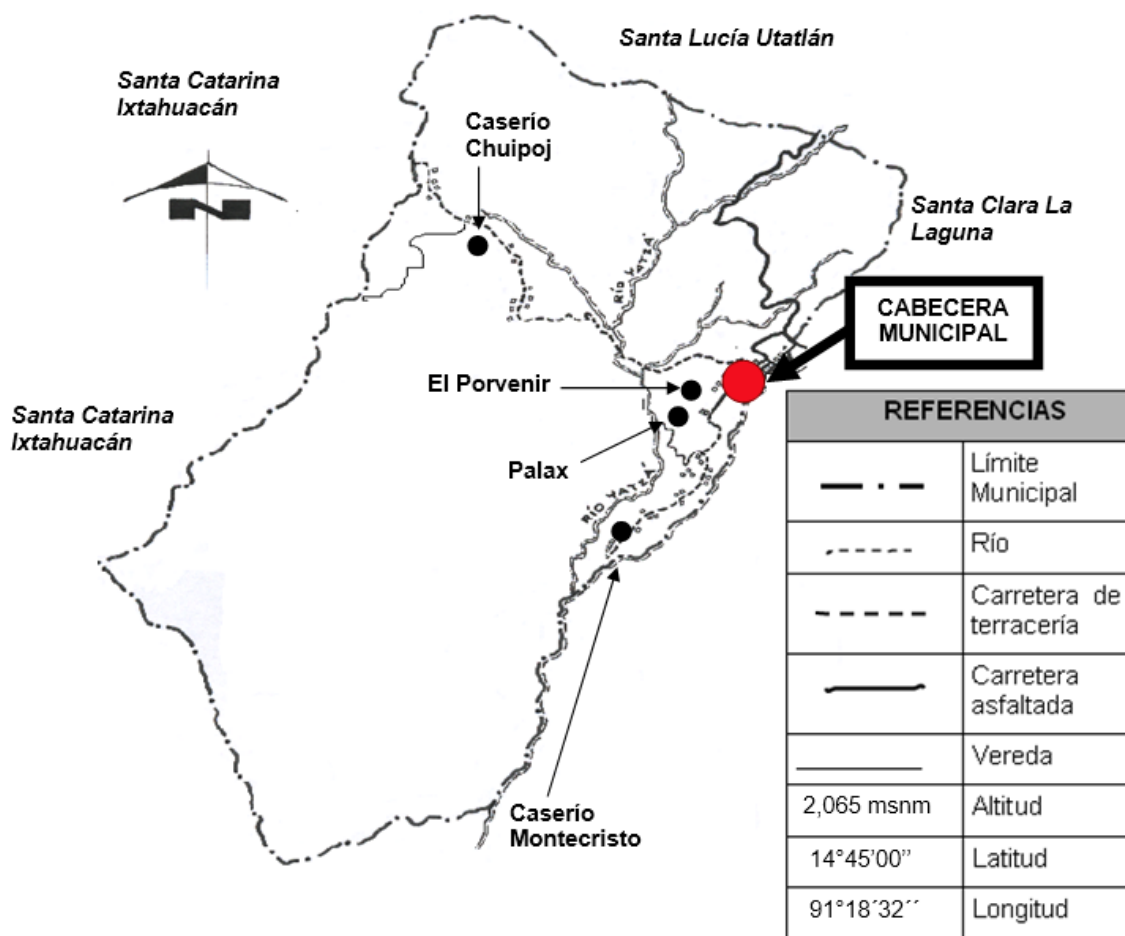 Santa Lucía Utatlán
Santa Catarina
Ixtahuacán
Caserío
Chuipoj
Santa Clara La
Laguna
RÍO YATZÁ
CABECERA
MUNICIPAL
El Porvenir
Santa Catarina
Ixtahuacán
Palax
RÍO YATZÁ
Caserío
Montecristo
REFERENCIAS
Límite
Municipal
Río
Carretera de
terracería
Carretera
asfaltada
Vereda
2,065 msnm Altitud
14°45’00” Latitud
91°18´32´´ Longitud